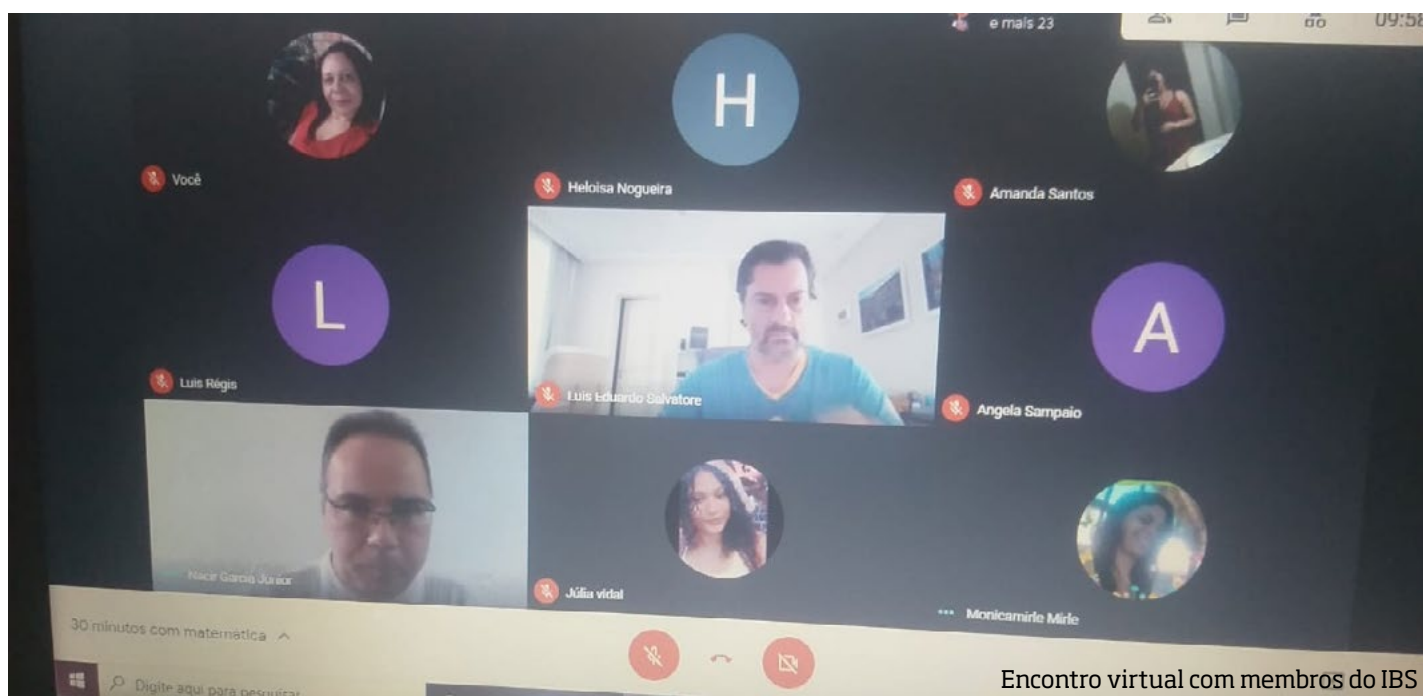 e mais 23
09:58
H
Você
Heloisa Nogueira
Amanda Santos
L
A
Luis Régis
Luis Eduardo Salvatore
Angela Sampaio
Nacir Garcia Junior
Júlia vidal
Monicamirle Mirle
30 minutos com matemática
Digite aqui para pesquisar
Encontro virtual com membros do IBS